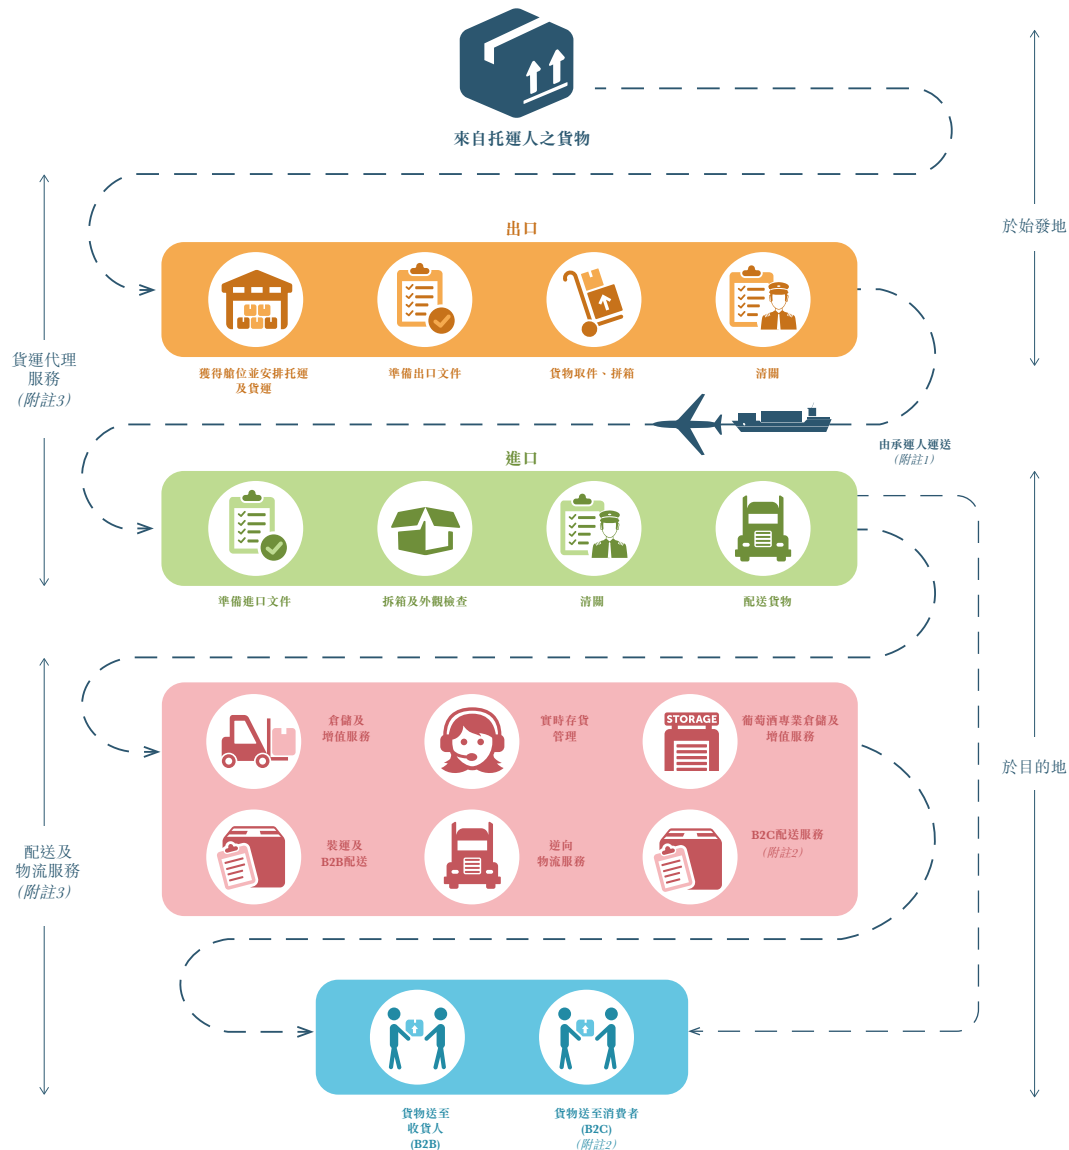 來自托運人之貨物
於始發地
出口
獲得艙位並安排托運
及貨運
準備出口文件
貨物取件、拼箱
清關
貨運代理
服務
(附註3)
由承運人運送
(附註1)
進口
準備進口文件
拆箱及外觀檢查
清關
配送貨物
於目的地
倉儲及
增值服務
實時存貨
管理
STORAGE
葡萄酒專業倉儲及
增值服務
裝運及
B2B配送
逆向
物流服務
B2C配送服務
(附註2)
配送及
物流服務
(附註3)
貨物送至
收貨人
(B2B)
貨物送至消費者
(B2C)
(附註2)